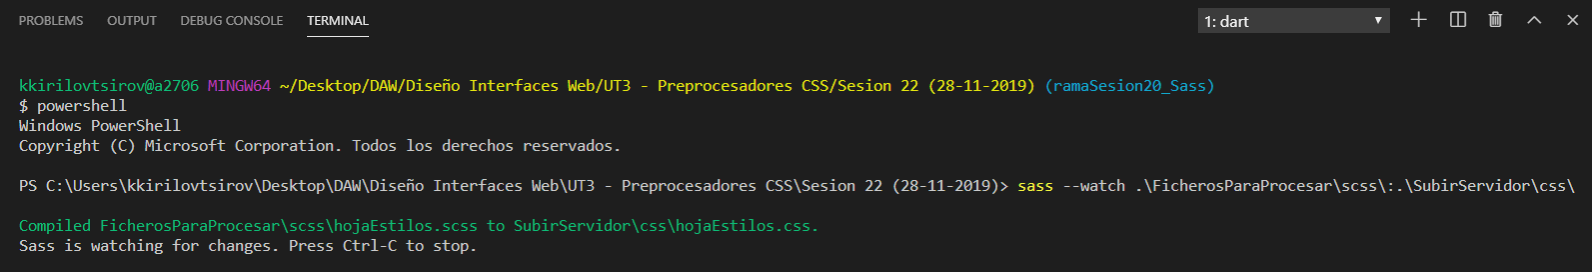 PROBLEMS OUTPUT DEBUG CONSOLE TERMINAL 1: dart
kkirilovtsirov@a2706 MINGW64 ~/Desktop/DAW/Diseño Interfaces Web/UT3 - Preprocesadores CSS/Sesion 22 (28-11-2019) (ramaSesion20_Sass)
$ powershell
Windows PowerShell
Copyright (C) Microsoft Corporation. Todos los derechos reservados.
PS C:\Users\kkirilovtsirov\Desktop\DAW\Diseño Interfaces Web\UT3 - Preprocesadores CSS\Sesion 22 (28-11-2019)> sass --watch .\FicherosParaProcesar\scss\:.\SubirServidor\css\
Compiled FicherosParaProcesar\scss\hojaEstilos.scss to SubirServidor\css\hojaEstilos.css.
Sass is watching for changes. Press Ctrl-C to stop.